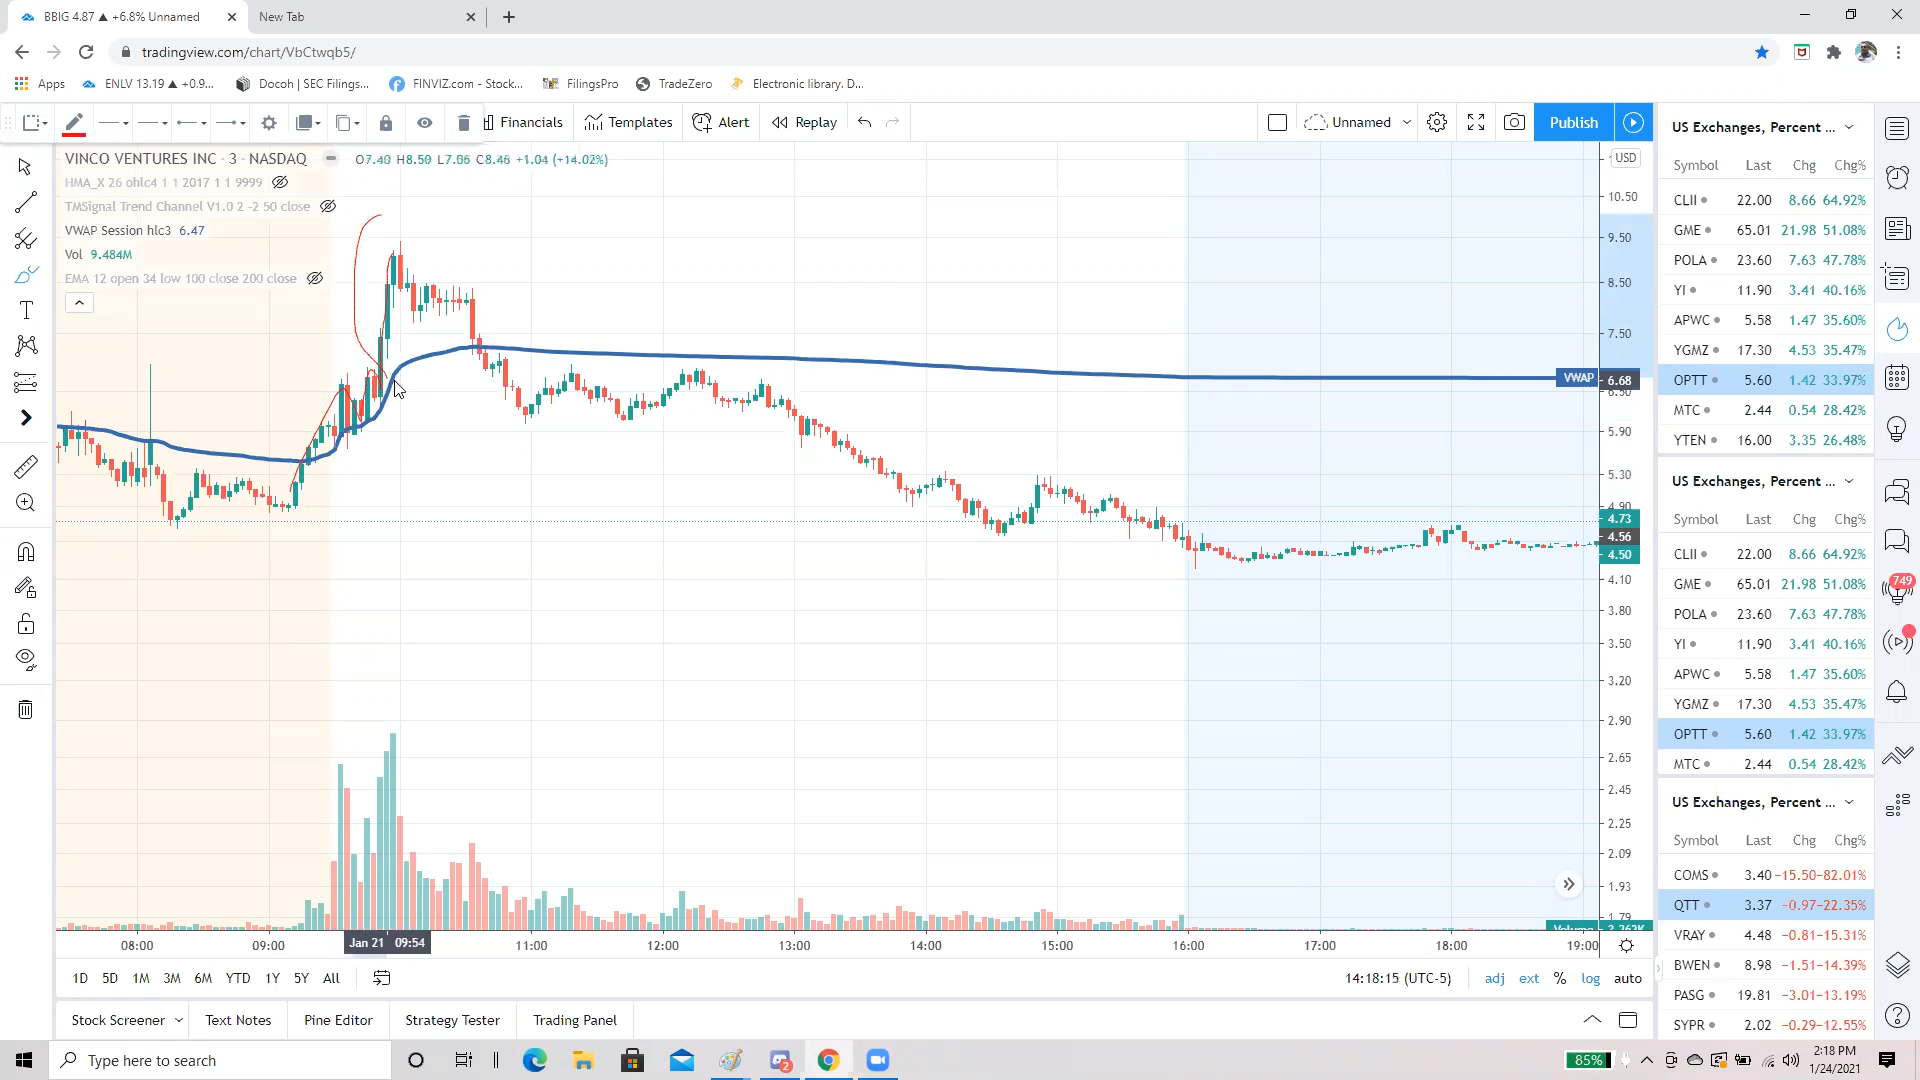 BBIG 4.87 ▲ +6.8% Unnamed
New Tab
tradingview.com/chart/VbCtwqb5/
Apps
ENLV 13.19 ▲ +0.9...
Docoh | SEC Filings...
FINVIZ.com - Stock...
FilingsPro
TradeZero
Electronic library. D...
Financials
Templates
Alert
Replay
Unnamed
Publish
VINCO VENTURES INC · 3 · NASDAQ
O7.40 H8.50 L7.06 C8.46 +1.04 (+14.02%)
HMA_X 26 ohlc4 1 1 2017 1 1 9999
TMSignal Trend Channel V1.0 2 -2 50 close
VWAP Session hlc3 6.47
Vol 9.484M
EMA 12 open 34 low 100 close 200 close
USD
10.50
9.50
8.50
7.50
VWAP
6.68
6.50
5.90
5.30
4.90
4.73
4.56
4.50
4.10
3.80
3.50
3.20
2.90
2.65
2.45
2.25
2.09
1.93
1.79
Volume
08:00
09:00
Jan 21 09:54
11:00
12:00
13:00
14:00
15:00
16:00
17:00
18:00
19:00
1D 5D 1M 3M 6M YTD 1Y 5Y All
14:18:15 (UTC-5)
adj ext % log auto
Stock Screener
Text Notes
Pine Editor
Strategy Tester
Trading Panel
US Exchanges, Percent ...
Symbol Last Chg Chg%
CLII 22.00 8.66 64.92%
GME 65.01 21.98 51.08%
POLA 23.60 7.63 47.78%
YI 11.90 3.41 40.16%
APWC 5.58 1.47 35.60%
YGMZ 17.30 4.53 35.47%
OPTT 5.60 1.42 33.97%
MTC 2.44 0.54 28.42%
YTEN 16.00 3.35 26.48%
US Exchanges, Percent ...
Symbol Last Chg Chg%
CLII 22.00 8.66 64.92%
GME 65.01 21.98 51.08%
POLA 23.60 7.63 47.78%
YI 11.90 3.41 40.16%
APWC 5.58 1.47 35.60%
YGMZ 17.30 4.53 35.47%
OPTT 5.60 1.42 33.97%
MTC 2.44 0.54 28.42%
US Exchanges, Percent ...
Symbol Last Chg Chg%
COMS 3.40 -15.50 -82.01%
QTT 3.37 -0.97 -22.35%
VRAY 4.48 -0.81 -15.31%
BWEN 8.98 -1.51 -14.39%
PASG 19.81 -3.01 -13.19%
SYPR 2.02 -0.29 -12.55%
749
Type here to search
2
85%
2:18 PM
1/24/2021